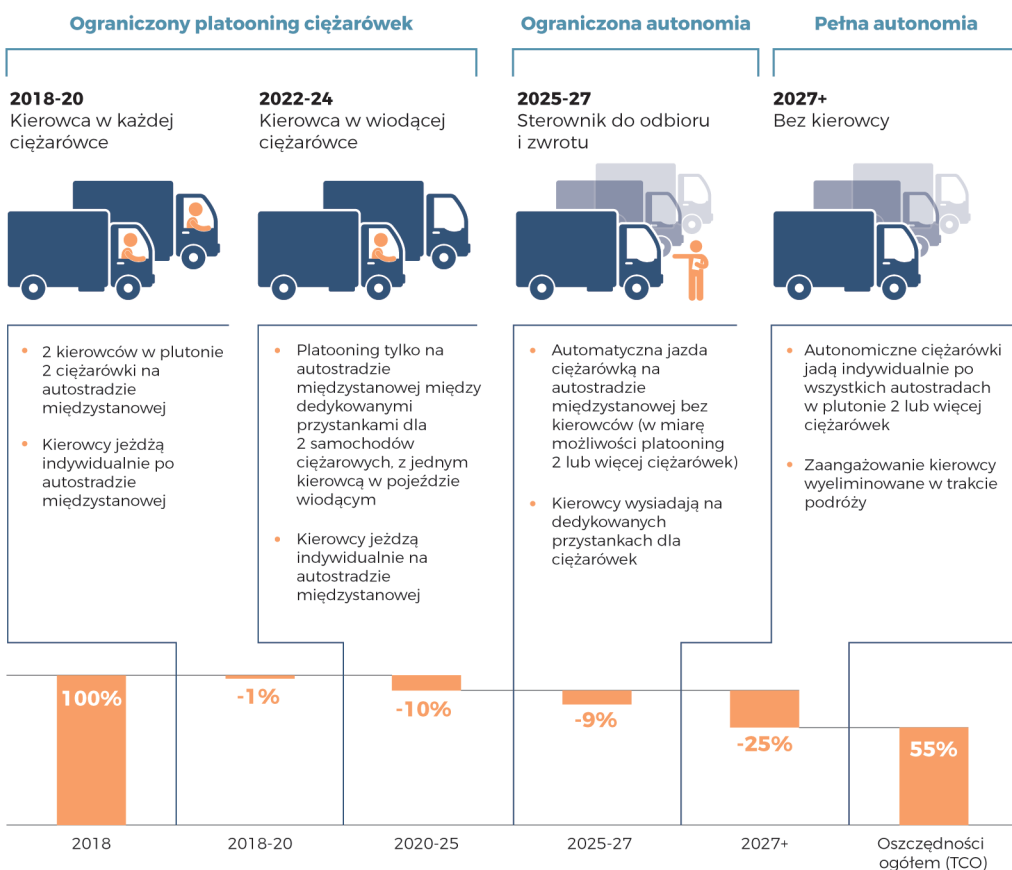 Ograniczony platooning ciężarówek
Ograniczona autonomia
Pełna autonomia
2018-20
Kierowca w każdej
ciężarówce
2022-24
Kierowca w wiodącej
ciężarówce
2025-27
Sterownik do odbioru
i zwrotu
2027+
Bez kierowcy
• 2 kierowców w plutonie
2 ciężarówki na
autostradzie
międzystanowej
• Kierowcy jeżdżą
indywidualnie po
autostradzie
międzystanowej
• Platooning tylko na
autostradzie
międzystanowej między
dedykowanymi
przystankami dla
2 samochodów
ciężarowych, z jednym
kierowcą w pojeździe
wiodącym
• Kierowcy jeżdzą
indywidualnie na
autostradzie
międzystanowej
• Automatyczna jazda
ciężarówką na
autostradzie
międzystanowej bez
kierowców (w miarę
możliwości platooning
2 lub więcej ciężarówek)
• Kierowcy wysiadają na
dedykowanych
przystankach dla
ciężarówek
• Autonomiczne ciężarówki
jadą indywidualnie po
wszystkich autostradach
w plutonie 2 lub więcej
ciężarówek
• Zaangażowanie kierowcy
wyeliminowane w trakcie
podróży
100%
-1%
-10%
-9%
-25%
55%
2018
2018-20
2020-25
2025-27
2027+
Oszczędności
ogółem (TCO)